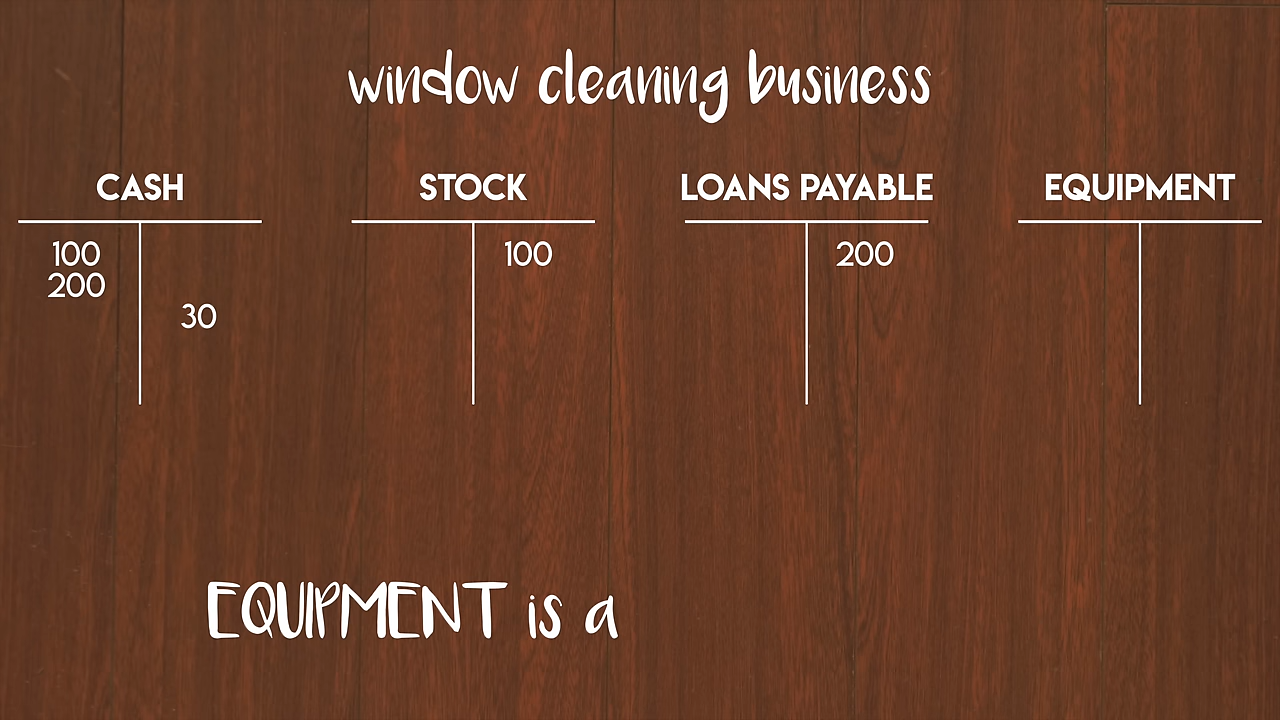 window cleaning business
CASH STOCK LOANS PAYABLE EQUIPMENT
100 100 200
200
30
EQUIPMENT is a